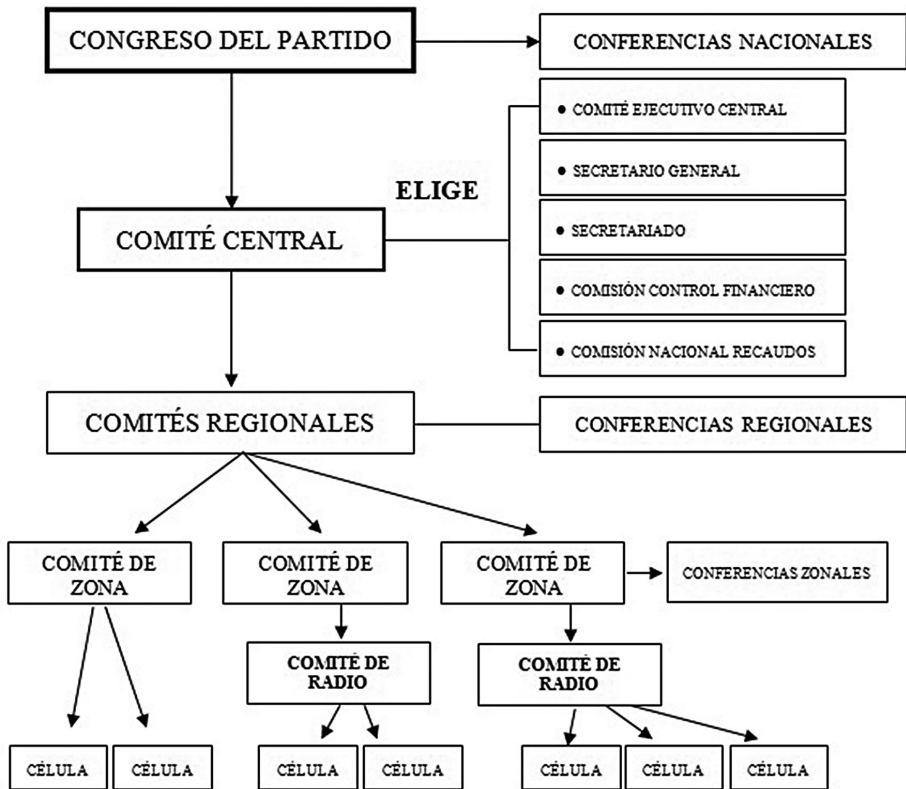 CONGRESO DEL PARTIDO
CONFERENCIAS NACIONALES
• COMITÉ EJECUTIVO CENTRAL
• SECRETARIO GENERAL
ELIGE
COMITÉ CENTRAL
• SECRETARIADO
• COMISIÓN CONTROL FINANCIERO
• COMISIÓN NACIONAL RECAUDOS
COMITÉS REGIONALES
CONFERENCIAS REGIONALES
COMITÉ DE
ZONA
COMITÉ DE
ZONA
COMITÉ DE
ZONA
CONFERENCIAS ZONALES
COMITÉ DE
RADIO
COMITÉ DE
RADIO
CÉLULA
CÉLULA
CÉLULA
CÉLULA
CÉLULA
CÉLULA
CÉLULA